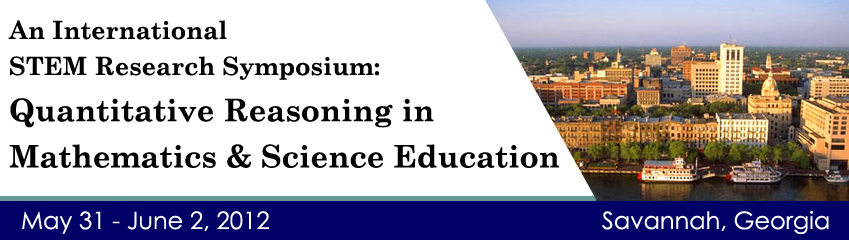 An International
STEM Research Symposium:
Quantitative Reasoning in
Mathematics & Science Education
May 31 - June 2, 2012
Savannah, Georgia